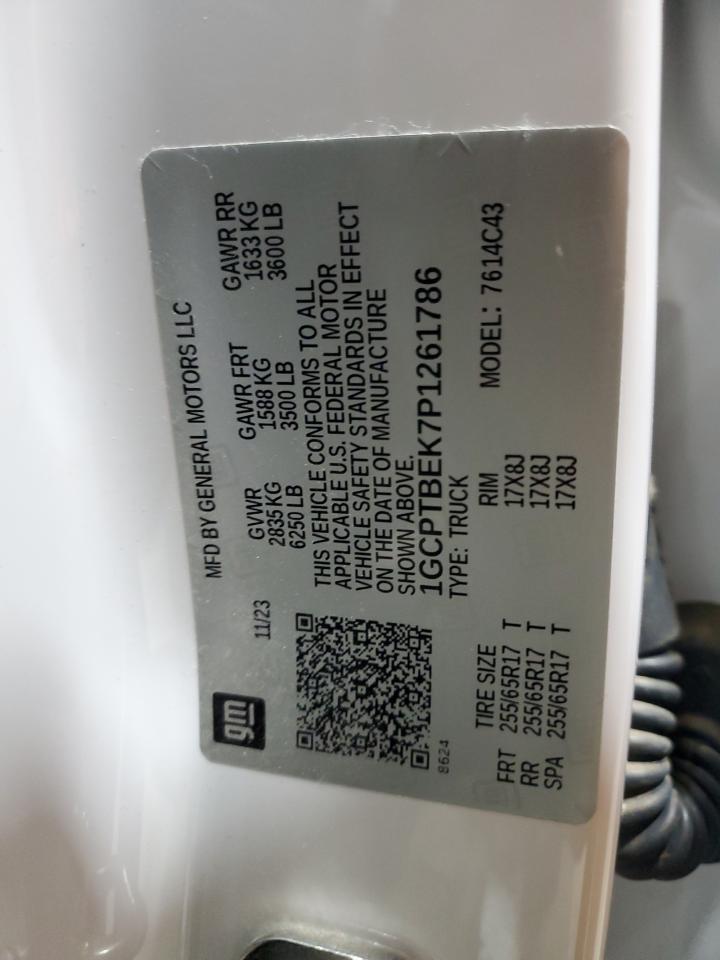 gm
MFD BY GENERAL MOTORS LLC
11/23
GVWR GAWR FRT GAWR RR
2835 KG 1588 KG 1633 KG
6250 LB 3500 LB 3600 LB
THIS VEHICLE CONFORMS TO ALL
APPLICABLE U.S. FEDERAL MOTOR
VEHICLE SAFETY STANDARDS IN EFFECT
ON THE DATE OF MANUFACTURE
SHOWN ABOVE.
1GCPTBEK7P1261786
8624
TYPE: TRUCK
MODEL: 7614C43
TIRE SIZE RIM
FRT 255/65R17 T 17X8J
RR 255/65R17 T 17X8J
SPA 255/65R17 T 17X8J